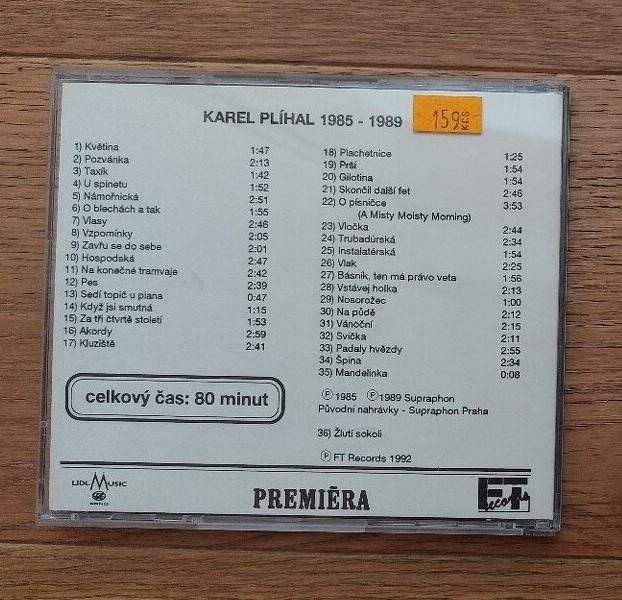 KAREL PLÍHAL 1985 - 1989
159 KČS
1) Květina 1:47
2) Pozvánka 2:13
3) Taxík 1:42
4) U spinetu 1:52
5) Námořnická 2:51
6) O blechách a tak 1:55
7) Vlasy 2:46
8) Vzpomínky 2:05
9) Zavřu se do sebe 2:01
10) Hospodská 2:47
11) Na konečné tramvaje 2:42
12) Pes 2:39
13) Sedí topič u piana 0:47
14) Když jsi smutná 1:15
15) Za tři čtvrtě století 1:53
16) Akordy 2:59
17) Kluziště 2:41
celkový čas: 80 minut
18) Plachetnice 1:25
19) Prší 1:54
20) Gilotina 1:54
21) Skončil další fet 2:46
22) O písničce 3:53
(A Misty Moisty Morning)
23) Vločka 2:44
24) Trubadúrská 2:34
25) Instalatérská 1:54
26) Vlak 2:25
27) Básník, ten má právo veta 1:56
28) Vstávej holka 2:13
29) Nosorožec 1:00
30) Na půdě 2:12
31) Vánoční 2:15
32) Svíčka 2:11
33) Padaly hvězdy 2:55
34) Špína 2:34
35) Mandelinka 0:08
Ⓟ 1985 Ⓟ 1989 Supraphon
Původní nahrávky - Supraphon Praha
36) Žlutí sokoli
Ⓟ FT Records 1992
LIDL MUSIC
BRNO
PREMIÉRA
FT Records